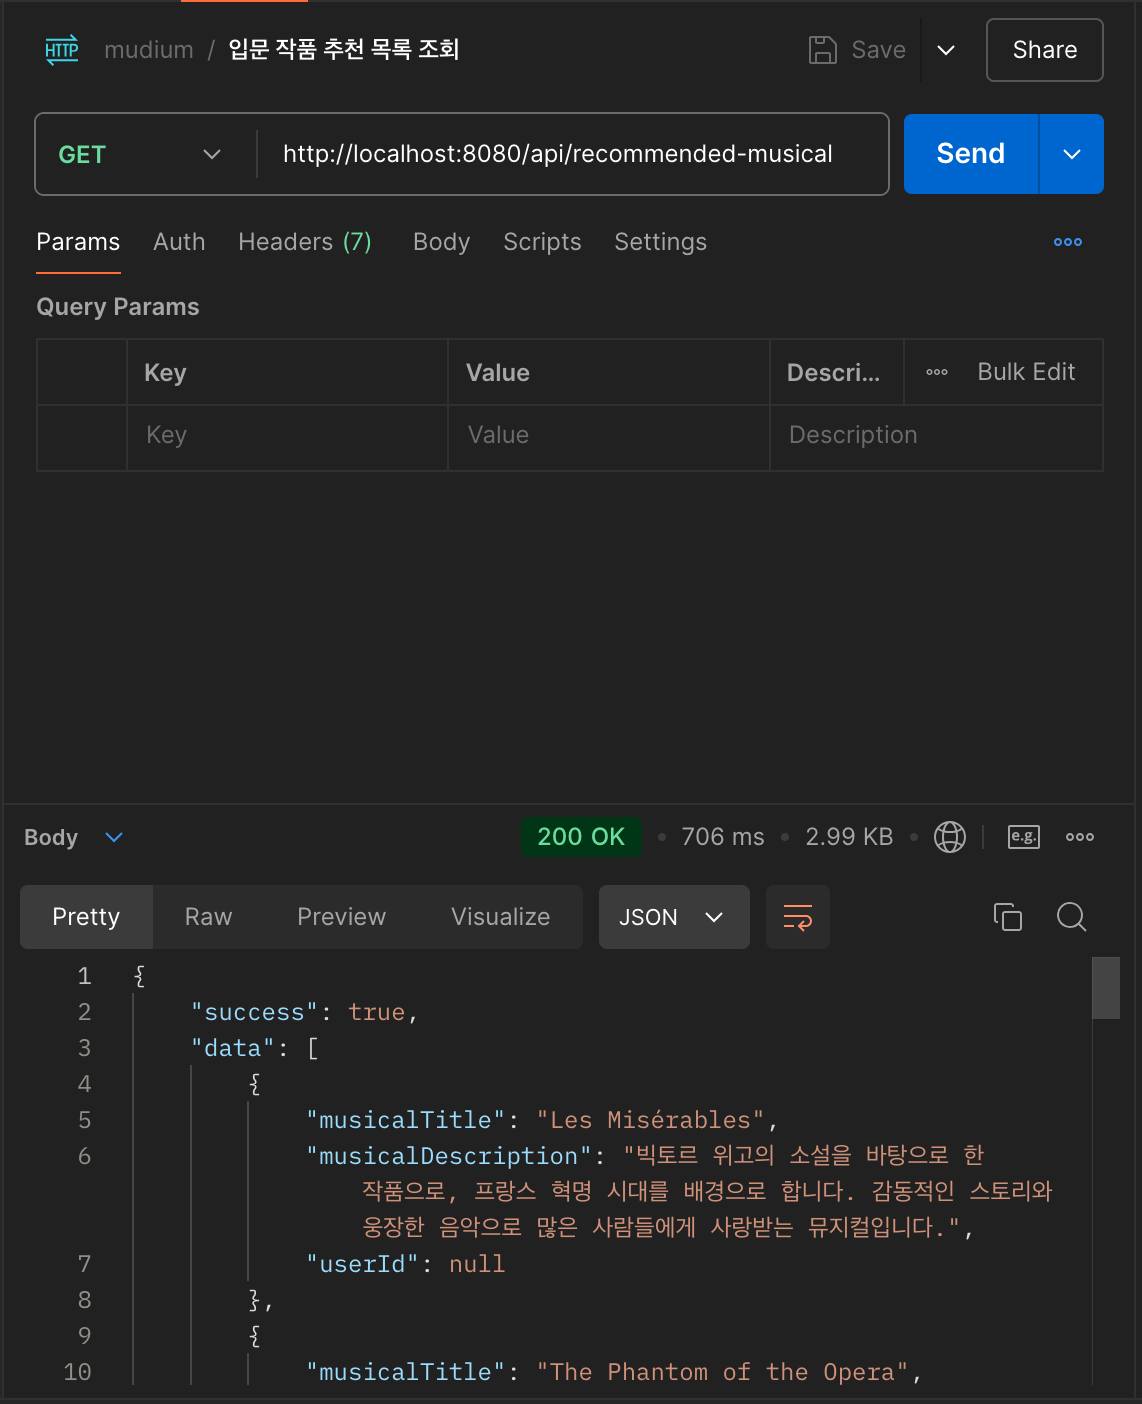 HTTP mudium / 입문 작품 추천 목록 조회 Save Share
GET http://localhost:8080/api/recommended-musical Send
Params Auth Headers (7) Body Scripts Settings
Query Params
Key Value Descri... Bulk Edit
Key Value Description
Body 200 OK 706 ms 2.99 KB e.g.
Pretty Raw Preview Visualize JSON
1 {
2 "success": true,
3 "data": [
4 {
5 "musicalTitle": "Les Misérables",
6 "musicalDescription": "빅토르 위고의 소설을 바탕으로 한
작품으로, 프랑스 혁명 시대를 배경으로 합니다. 감동적인 스토리와
웅장한 음악으로 많은 사람들에게 사랑받는 뮤지컬입니다.",
7 "userId": null
8 },
9 {
10 "musicalTitle": "The Phantom of the Opera",